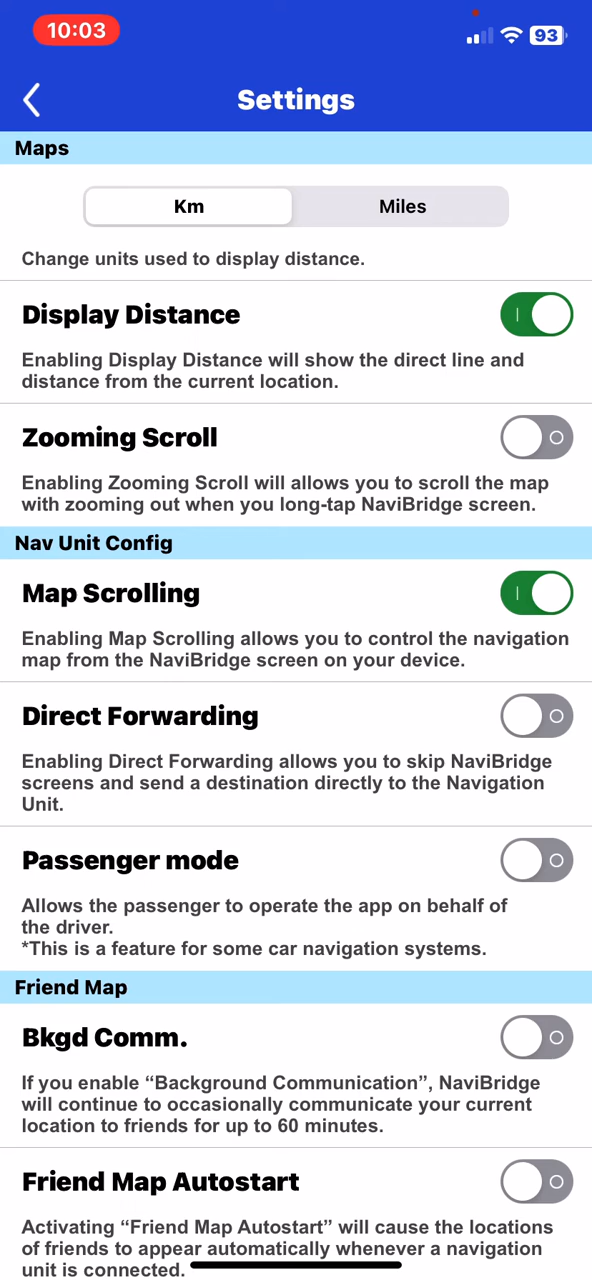 10:03
93
Settings
Maps
Km
Miles
Change units used to display distance.
Display Distance
Enabling Display Distance will show the direct line and
distance from the current location.
Zooming Scroll
Enabling Zooming Scroll will allows you to scroll the map
with zooming out when you long-tap NaviBridge screen.
Nav Unit Config
Map Scrolling
Enabling Map Scrolling allows you to control the navigation
map from the NaviBridge screen on your device.
Direct Forwarding
Enabling Direct Forwarding allows you to skip NaviBridge
screens and send a destination directly to the Navigation
Unit.
Passenger mode
Allows the passenger to operate the app on behalf of
the driver.
*This is a feature for some car navigation systems.
Friend Map
Bkgd Comm.
If you enable “Background Communication”, NaviBridge
will continue to occasionally communicate your current
location to friends for up to 60 minutes.
Friend Map Autostart
Activating “Friend Map Autostart” will cause the locations
of friends to appear automatically whenever a navigation
unit is connected.